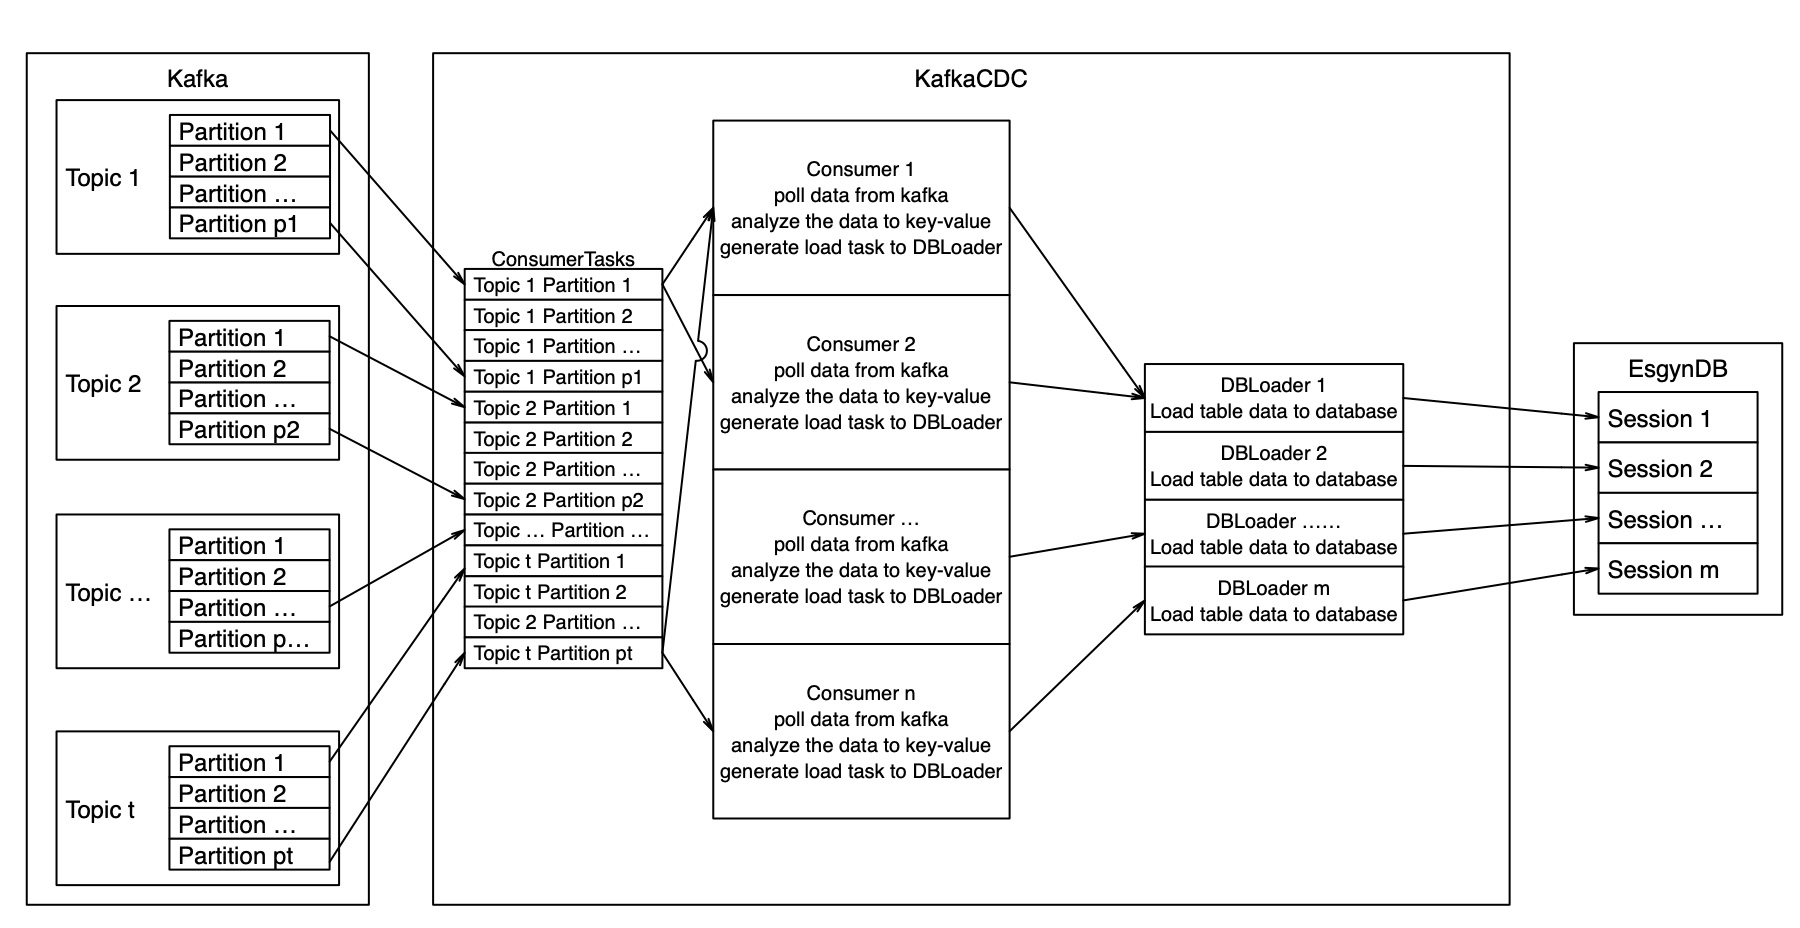 Kafka
Topic 1
Partition 1
Partition 2
Partition ...
Partition p1
Topic 2
Partition 1
Partition 2
Partition ...
Partition p2
Topic ...
Partition 1
Partition 2
Partition ...
Partition p...
Topic t
Partition 1
Partition 2
Partition ...
Partition pt
KafkaCDC
ConsumerTasks
Topic 1 Partition 1
Topic 1 Partition 2
Topic 1 Partition ...
Topic 1 Partition p1
Topic 2 Partition 1
Topic 2 Partition 2
Topic 2 Partition ...
Topic 2 Partition p2
Topic ... Partition ...
Topic t Partition 1
Topic t Partition 2
Topic 2 Partition ...
Topic t Partition pt
Consumer 1
poll data from kafka
analyze the data to key-value
generate load task to DBLoader
Consumer 2
poll data from kafka
analyze the data to key-value
generate load task to DBLoader
Consumer ...
poll data from kafka
analyze the data to key-value
generate load task to DBLoader
Consumer n
poll data from kafka
analyze the data to key-value
generate load task to DBLoader
DBLoader 1
Load table data to database
DBLoader 2
Load table data to database
DBLoader ......
Load table data to database
DBLoader m
Load table data to database
EsgynDB
Session 1
Session 2
Session ...
Session m